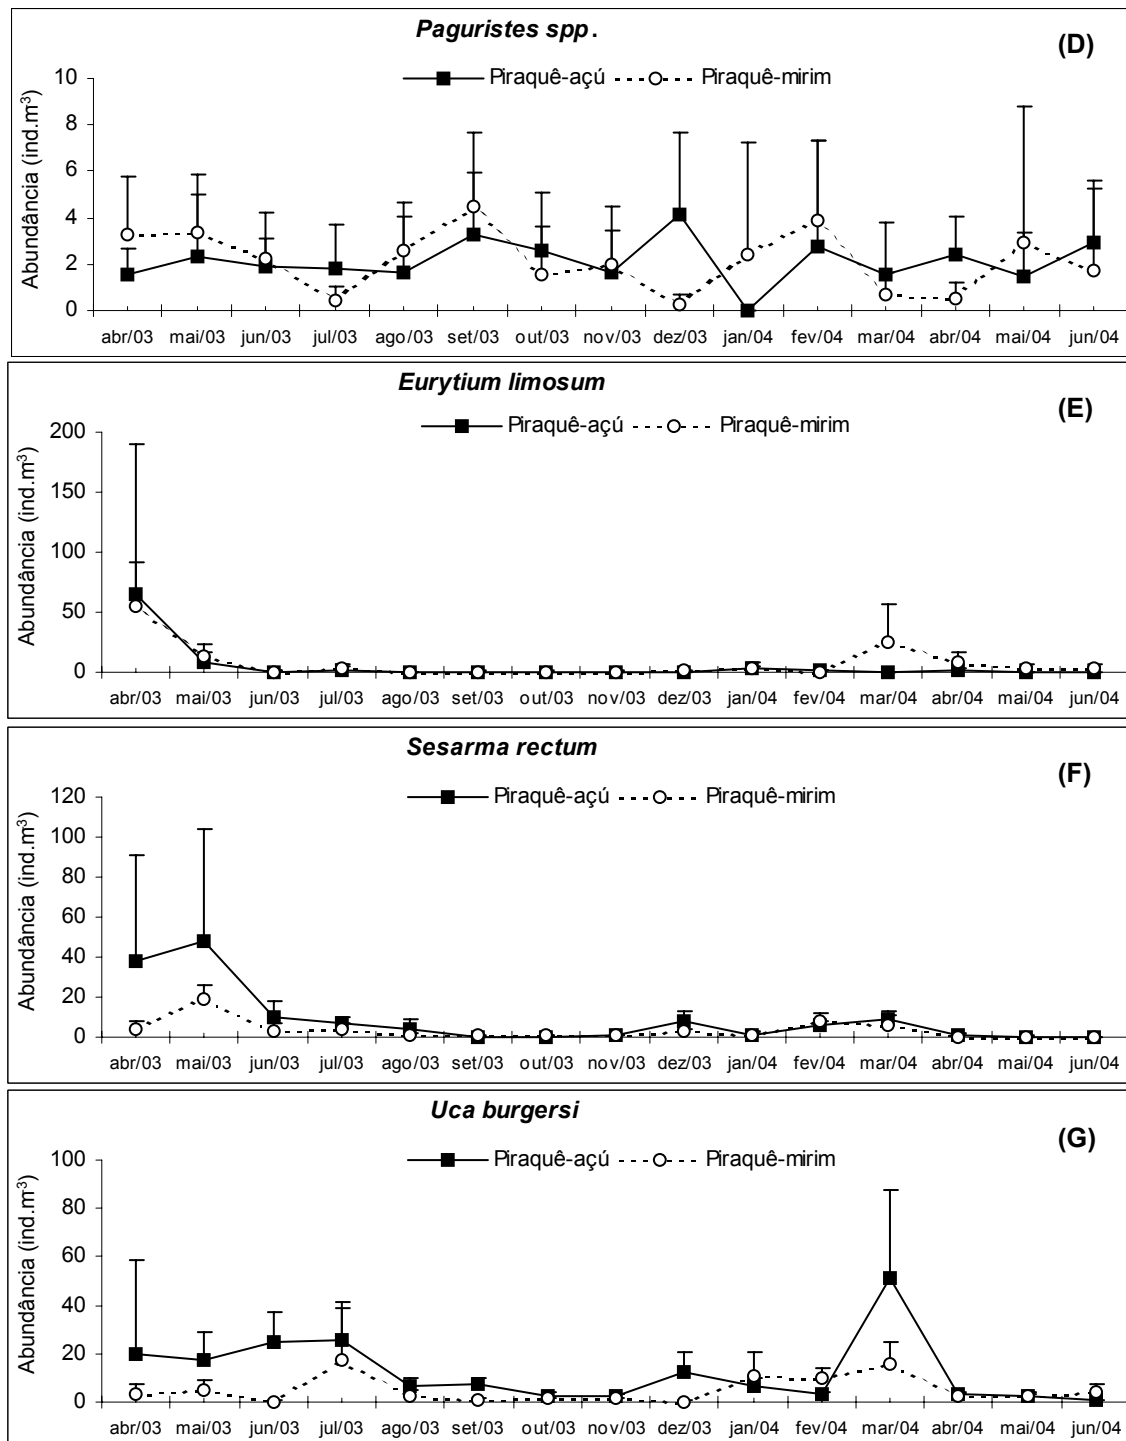 Paguristes spp.
(D)
Piraquê-açú Piraquê-mirim
Abundância (ind.m-3)
10
8
6
4
2
0
abr/03 mai/03 jun/03 jul/03 ago/03 set/03 out/03 nov/03 dez/03 jan/04 fev/04 mar/04 abr/04 mai/04 jun/04
Eurytium limosum
(E)
Piraquê-açú Piraquê-mirim
Abundância (ind.m-3)
200
150
100
50
0
abr/03 mai/03 jun/03 jul/03 ago/03 set/03 out/03 nov/03 dez/03 jan/04 fev/04 mar/04 abr/04 mai/04 jun/04
Sesarma rectum
(F)
Piraquê-açú Piraquê-mirim
Abundância (ind.m3)
120
100
80
60
40
20
0
abr/03 mai/03 jun/03 jul/03 ago/03 set/03 out/03 nov/03 dez/03 jan/04 fev/04 mar/04 abr/04 mai/04 jun/04
Uca burgersi
(G)
Piraquê-açú Piraquê-mirim
Abundância (ind.m-3)
100
80
60
40
20
0
abr/03 mai/03 jun/03 jul/03 ago/03 set/03 out/03 nov/03 dez/03 jan/04 fev/04 mar/04 abr/04 mai/04 jun/04